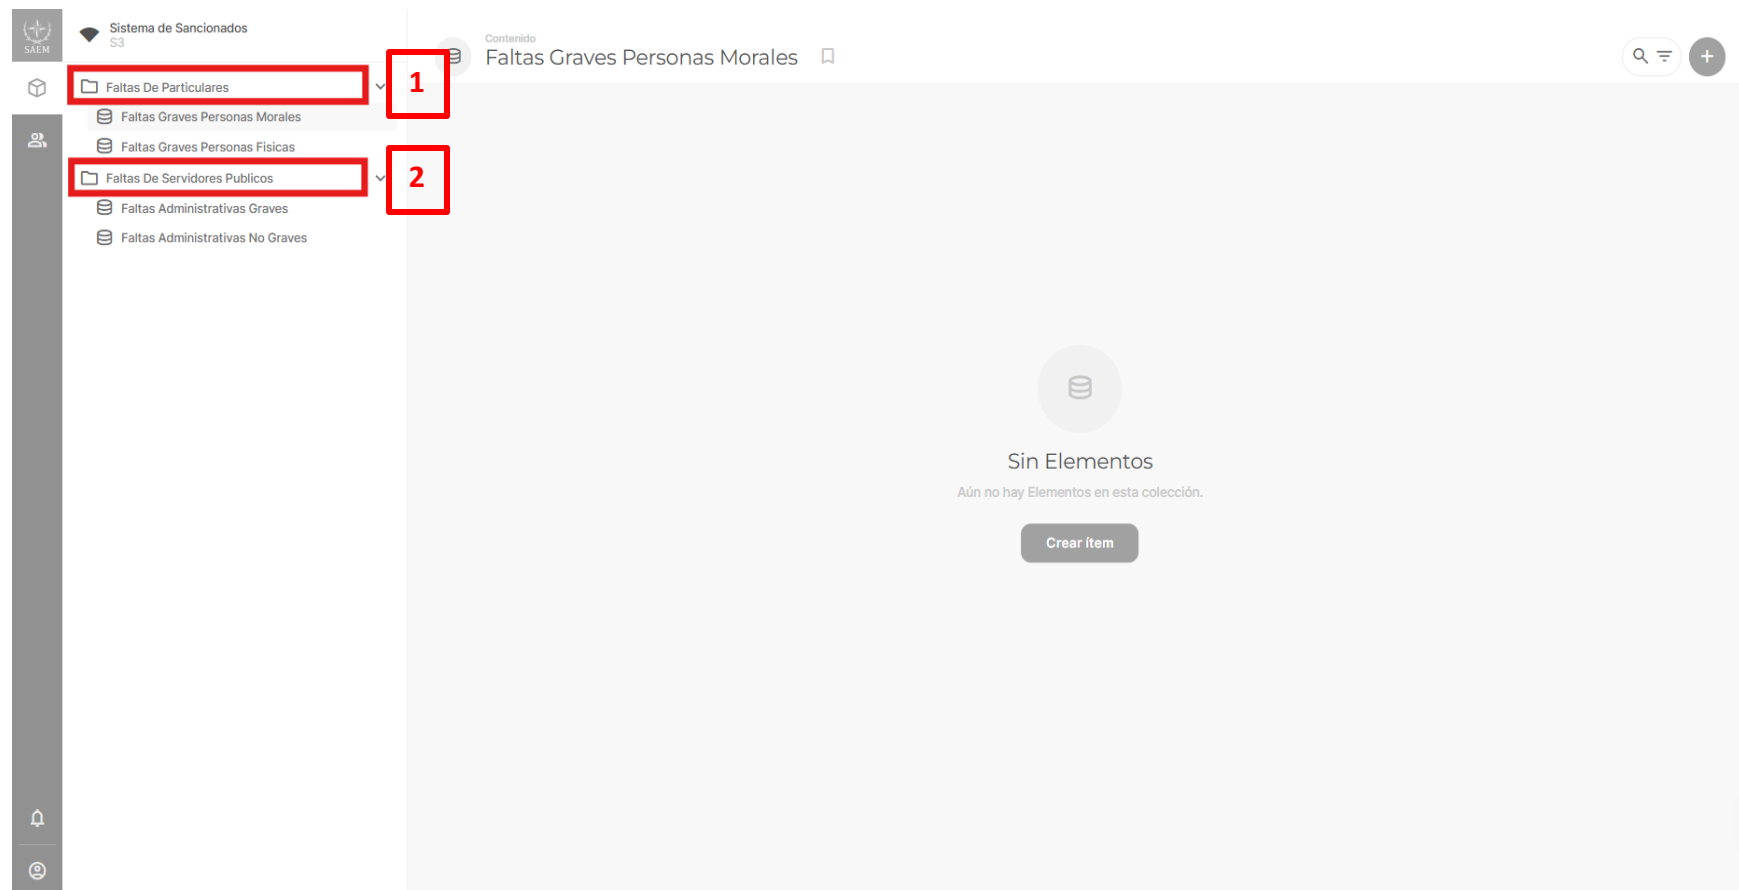 SAEM
Sistema de Sancionados
S3
Faltas De Particulares
1
Faltas Graves Personas Morales
Faltas Graves Personas Fisicas
Faltas De Servidores Publicos
2
Faltas Administrativas Graves
Faltas Administrativas No Graves
Contenido
Faltas Graves Personas Morales
Sin Elementos
Aún no hay Elementos en esta colección.
Crear ítem